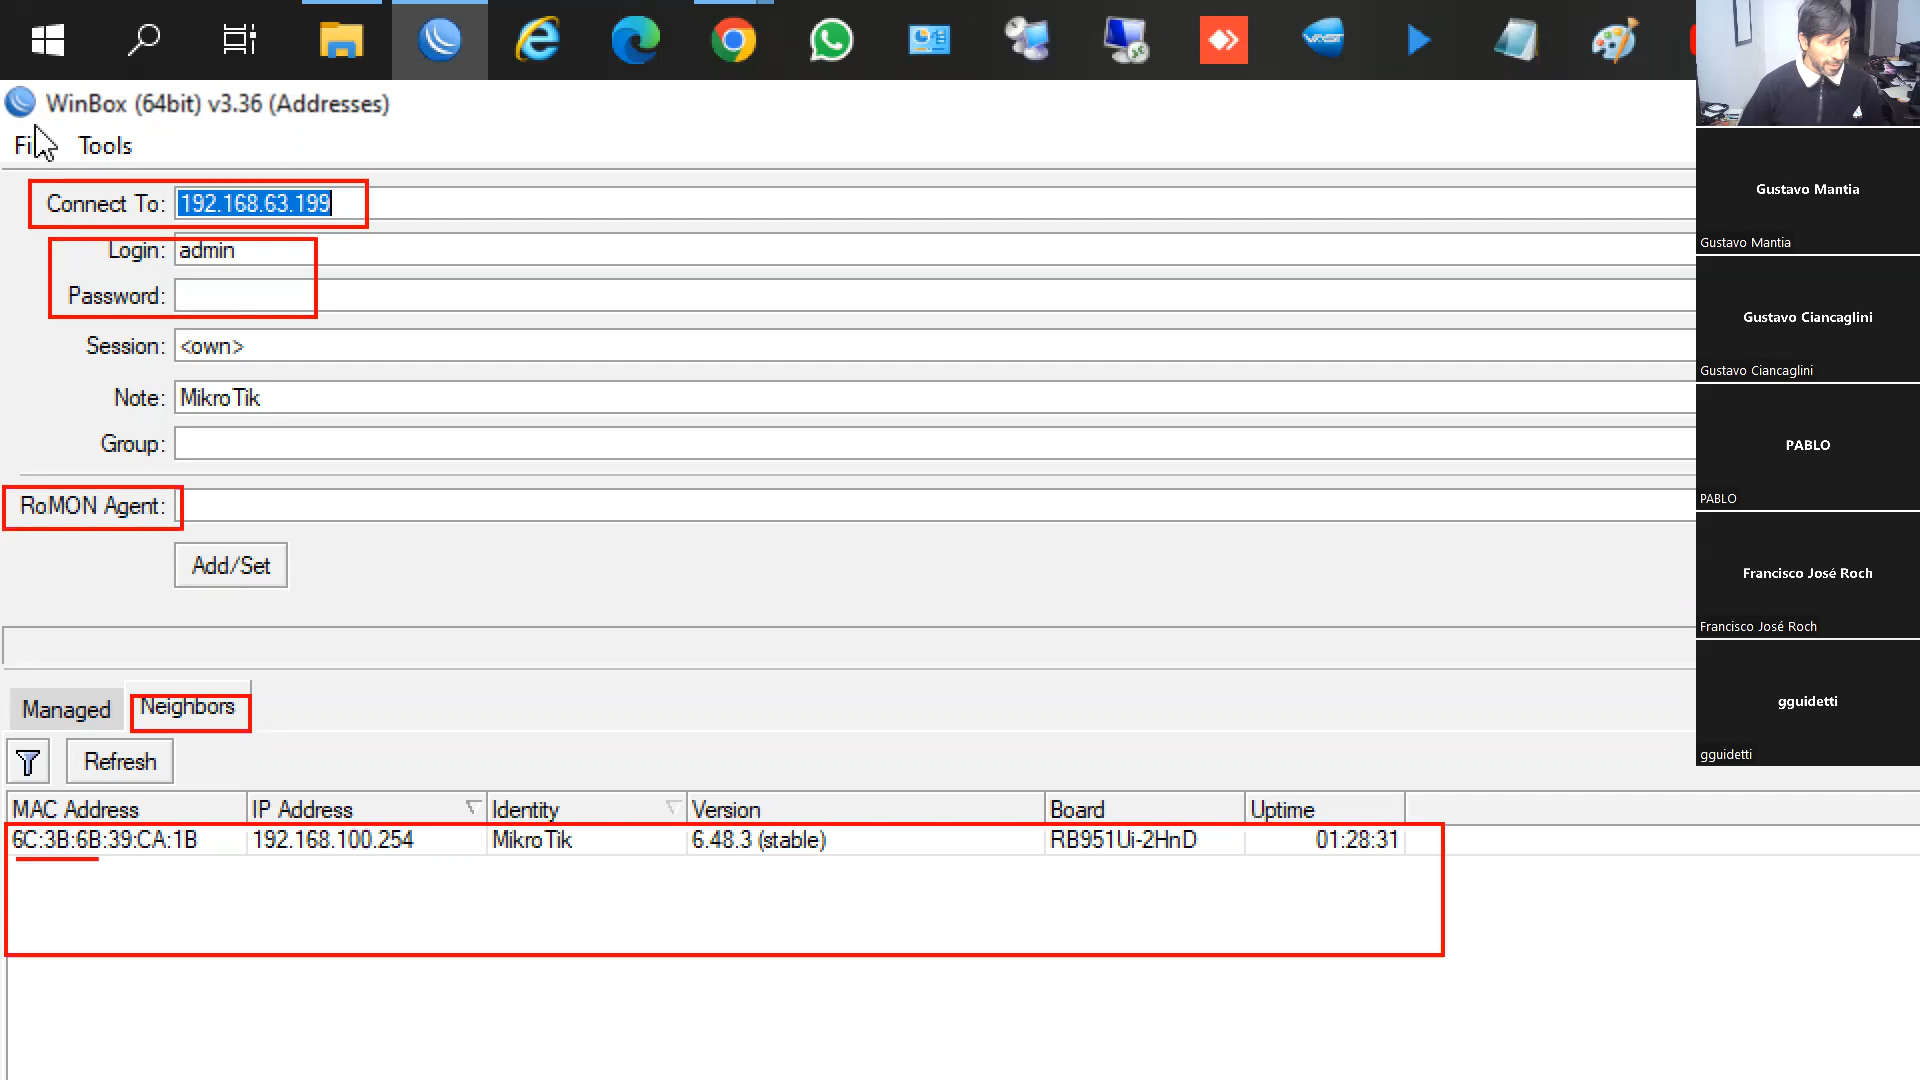 WinBox (64bit) v3.36 (Addresses)
Fi Tools
Connect To: 192.168.63.199
Login: admin
Password:
Session: <own>
Note: MikroTik
Group:
RoMON Agent:
Add/Set
Managed Neighbors
Refresh
MAC Address IP Address Identity Version Board Uptime
6C:3B:6B:39:CA:1B 192.168.100.254 MikroTik 6.48.3 (stable) RB951Ui-2HnD 01:28:31
Gustavo Mantia
Gustavo Mantia
Gustavo Ciancaglini
Gustavo Ciancaglini
PABLO
PABLO
Francisco José Roch
Francisco José Roch
gguidetti
gguidetti
VAST